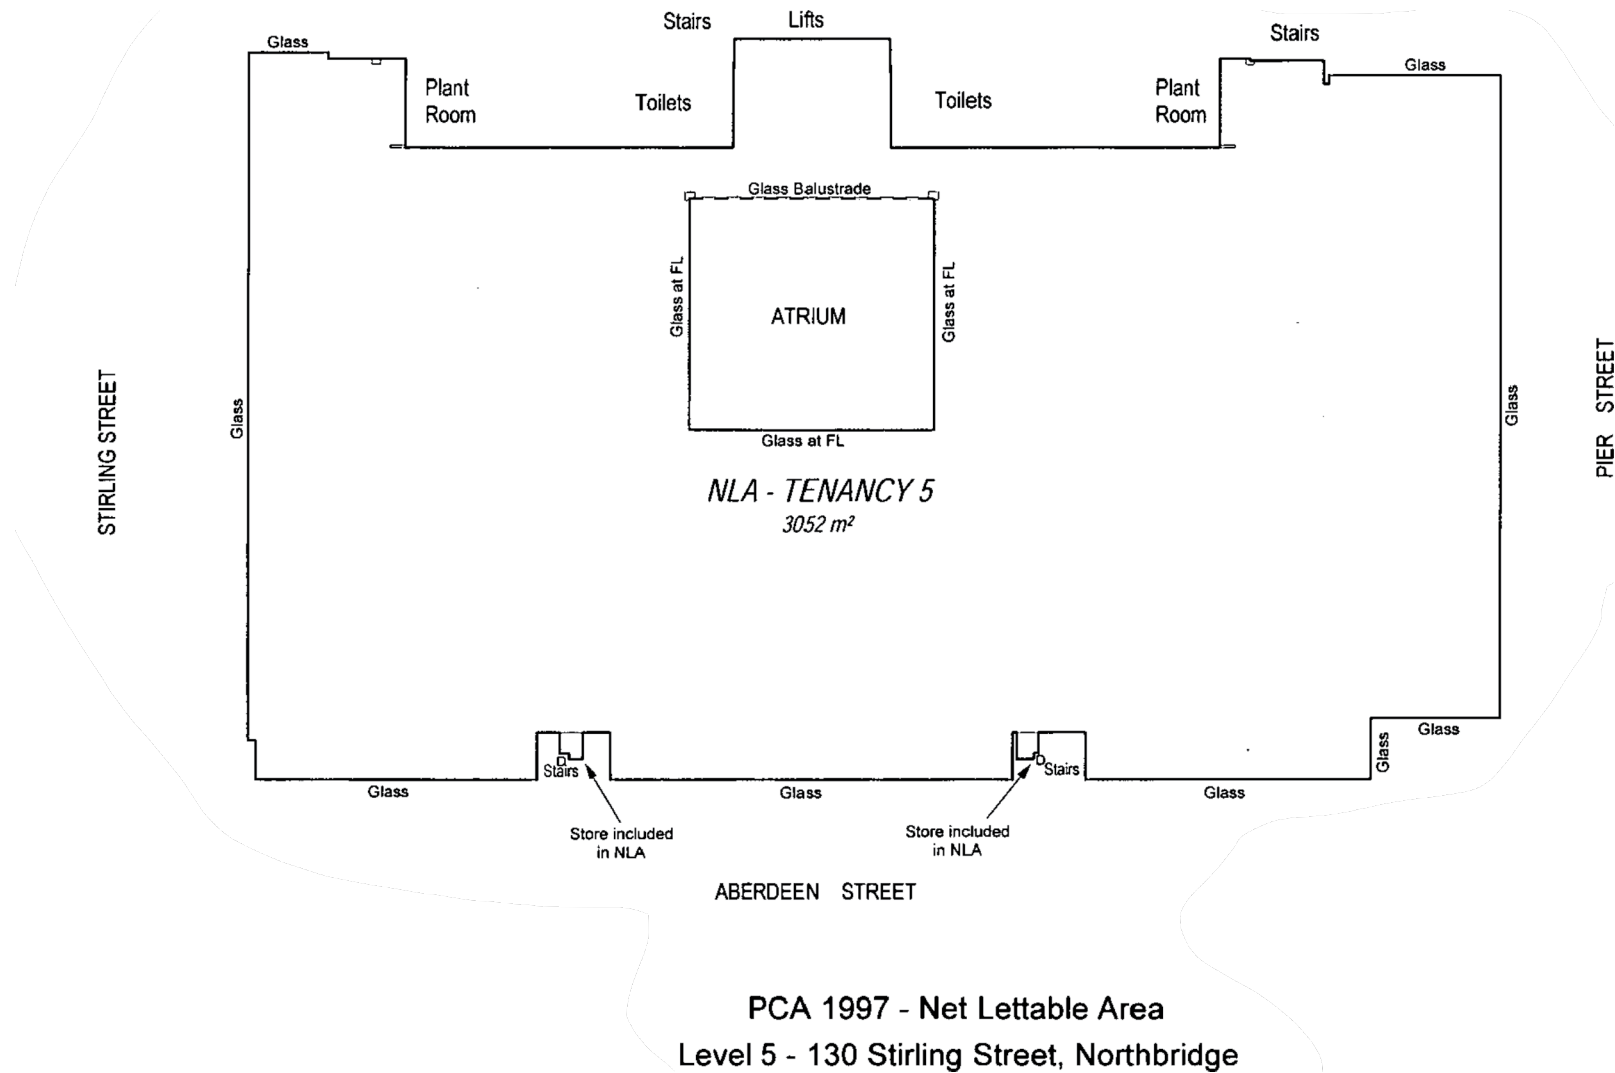 Stairs
Lifts
Stairs
Glass
Glass
Plant
Room
Toilets
Toilets
Plant
Room
Glass Balustrade
Glass at FL
Glass at FL
ATRIUM
Glass at FL
STIRLING STREET
Glass
Glass
PIER STREET
NLA - TENANCY 5
3052 m²
Stairs
Stairs
Glass
Glass
Glass
Glass
Glass
Store included
in NLA
Store included
in NLA
ABERDEEN STREET
PCA 1997 - Net Lettable Area
Level 5 - 130 Stirling Street, Northbridge